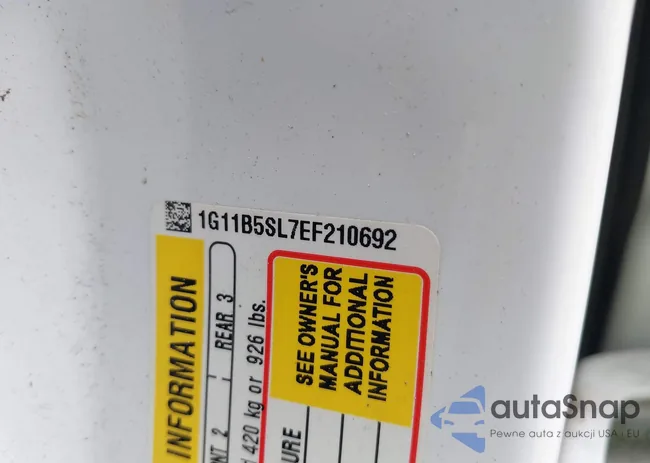 1G11B5SL7EF210692
INFORMATION
NT 2
REAR 3
420 kg or 926 lbs.
SEE OWNER'S
MANUAL FOR
ADDITIONAL
INFORMATION
URE
autaSnap
Pewne auta z aukcji USA i EU